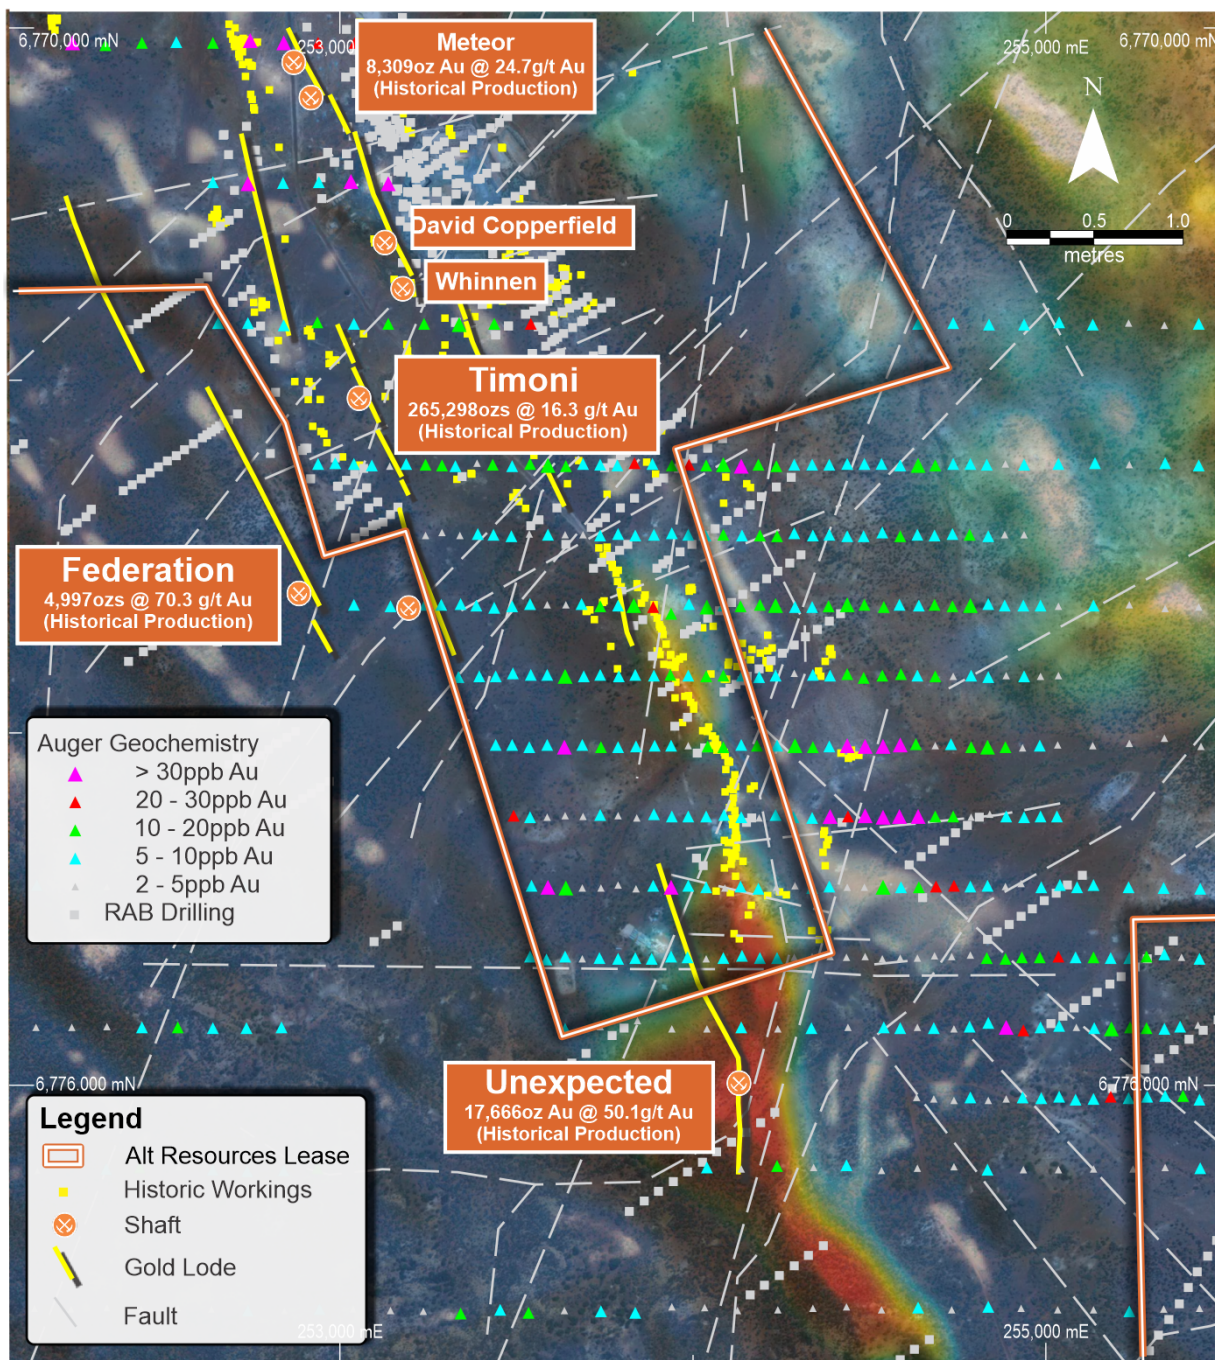 6,770,000 mN
253,000
255,000 mE
6,770,000 mN
Meteor
8,309oz Au @ 24.7g/t Au
(Historical Production)
N
0 0.5 1.0
metres
David Copperfield
Whinnen
Timoni
265,298ozs @ 16.3 g/t Au
(Historical Production)
Federation
4,997ozs @ 70.3 g/t Au
(Historical Production)
Auger Geochemistry
> 30ppb Au
20 - 30ppb Au
10 - 20ppb Au
5 - 10ppb Au
2 - 5ppb Au
RAB Drilling
6,776.000 mN
6,776.000 mN
Unexpected
17,666oz Au @ 50.1g/t Au
(Historical Production)
Legend
Alt Resources Lease
Historic Workings
Shaft
Gold Lode
Fault
253,000 mE
255,000 mE